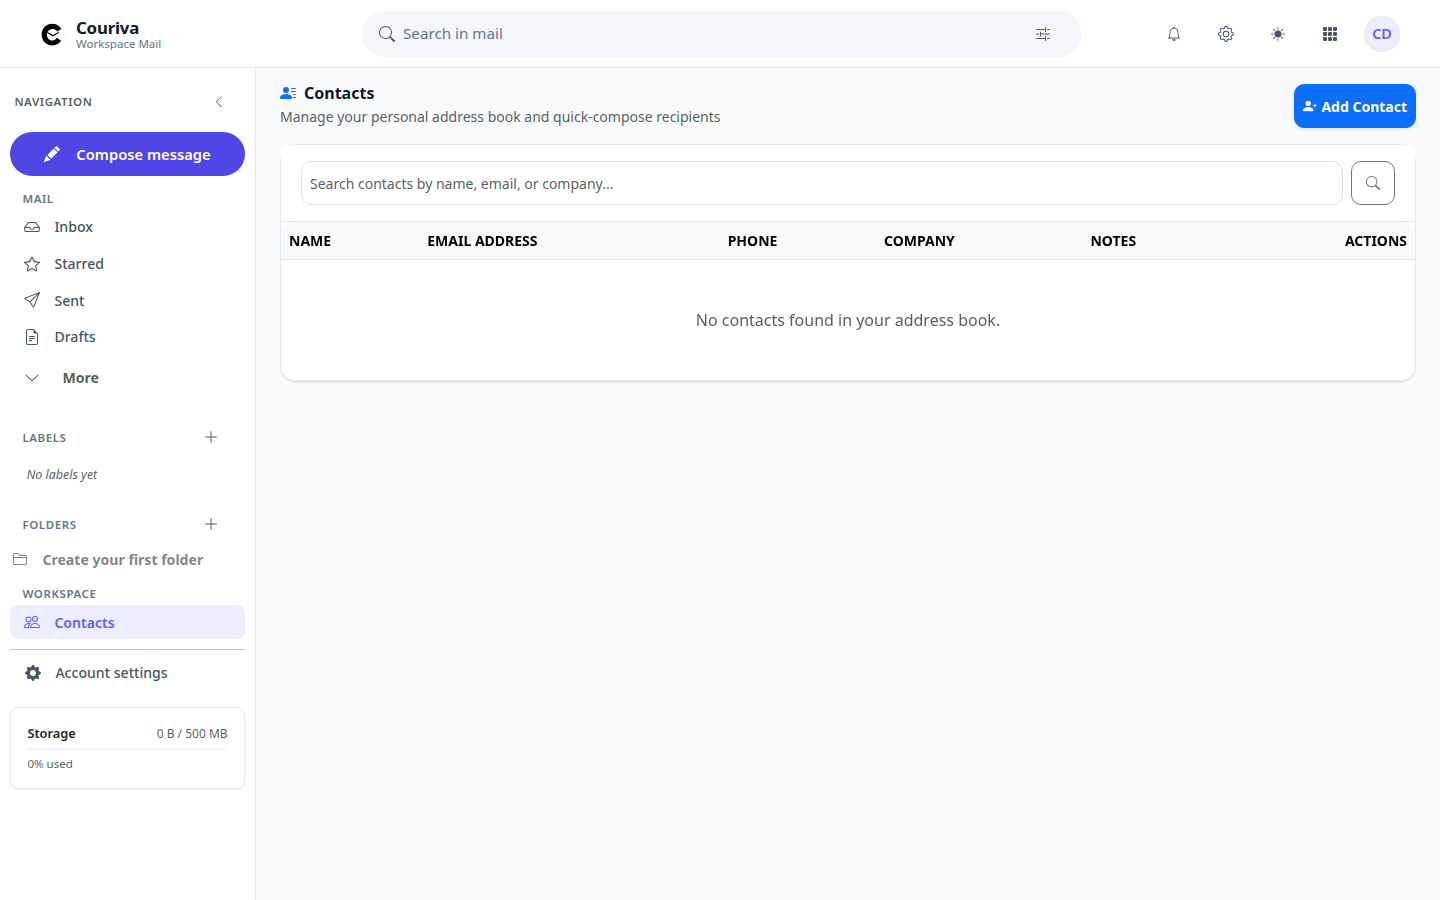 Couriva
Workspace Mail
Search in mail
CD
NAVIGATION
Compose message
MAIL
Inbox
Starred
Sent
Drafts
More
LABELS
No labels yet
FOLDERS
Create your first folder
WORKSPACE
Contacts
Account settings
Storage 0 B / 500 MB
0% used
Contacts
Manage your personal address book and quick-compose recipients
Add Contact
Search contacts by name, email, or company...
NAME EMAIL ADDRESS PHONE COMPANY NOTES ACTIONS
No contacts found in your address book.